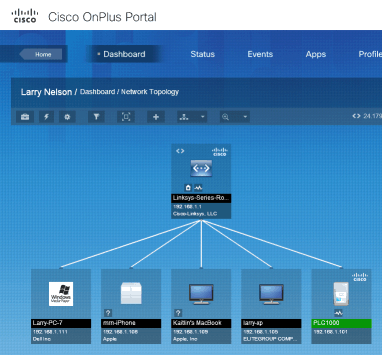 CISCO Cisco OnPlus Portal
Home • Dashboard Status Events Apps Profile
Larry Nelson / Dashboard / Network Topology
<> 24.179
CISCO
Linksys-Series-Ro...
192.168.1.1
Cisco-Linksys, LLC
Windows
CISCO
Larry-PC-7 mm-iPhone Kaitlin's MacBook larry-xp PLC1000
192.168.1.111 192.168.1.106 192.168.1.109 192.168.1.105 192.168.1.101
Dell Inc Apple Apple, Inc ELITEGROUP COMP...